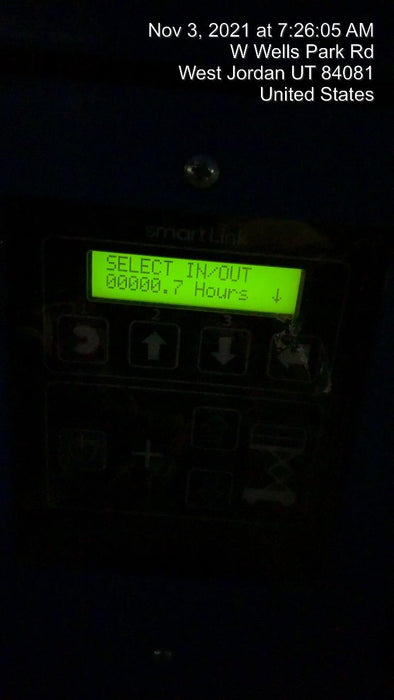 Nov 3, 2021 at 7:26:05 AM
W Wells Park Rd
West Jordan UT 84081
United States
smartLink
SELECT IN/OUT
00000.7 Hours ↓
2
3